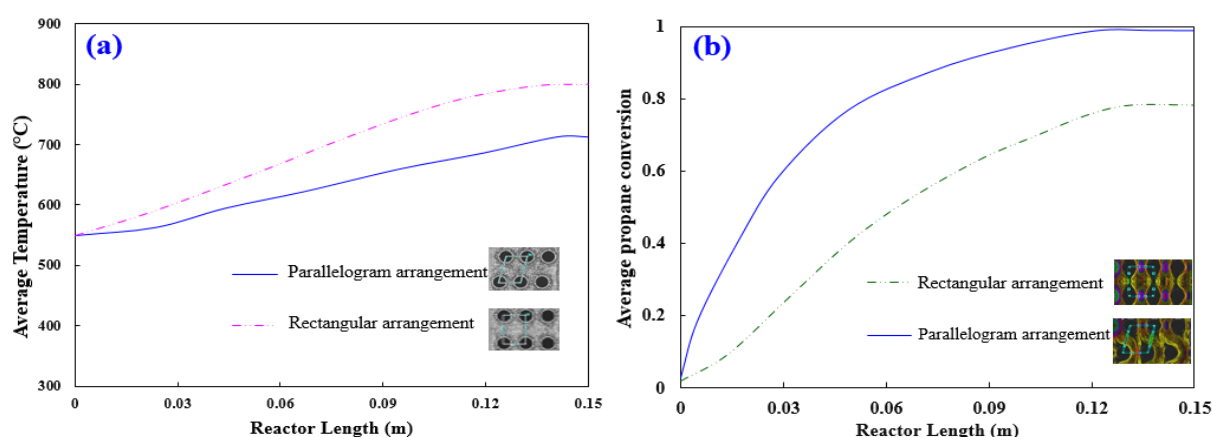 (a)
Average Temperature (°C)
900
800
700
600
500
400
300
0
0.03
0.06
0.09
0.12
0.15
Reactor Length (m)
Parallelogram arrangement
Rectangular arrangement
(b)
Average propane conversion
1
0.8
0.6
0.4
0.2
0
0
0.03
0.06
0.09
0.12
0.15
Reactor Length (m)
Rectangular arrangement
Parallelogram arrangement